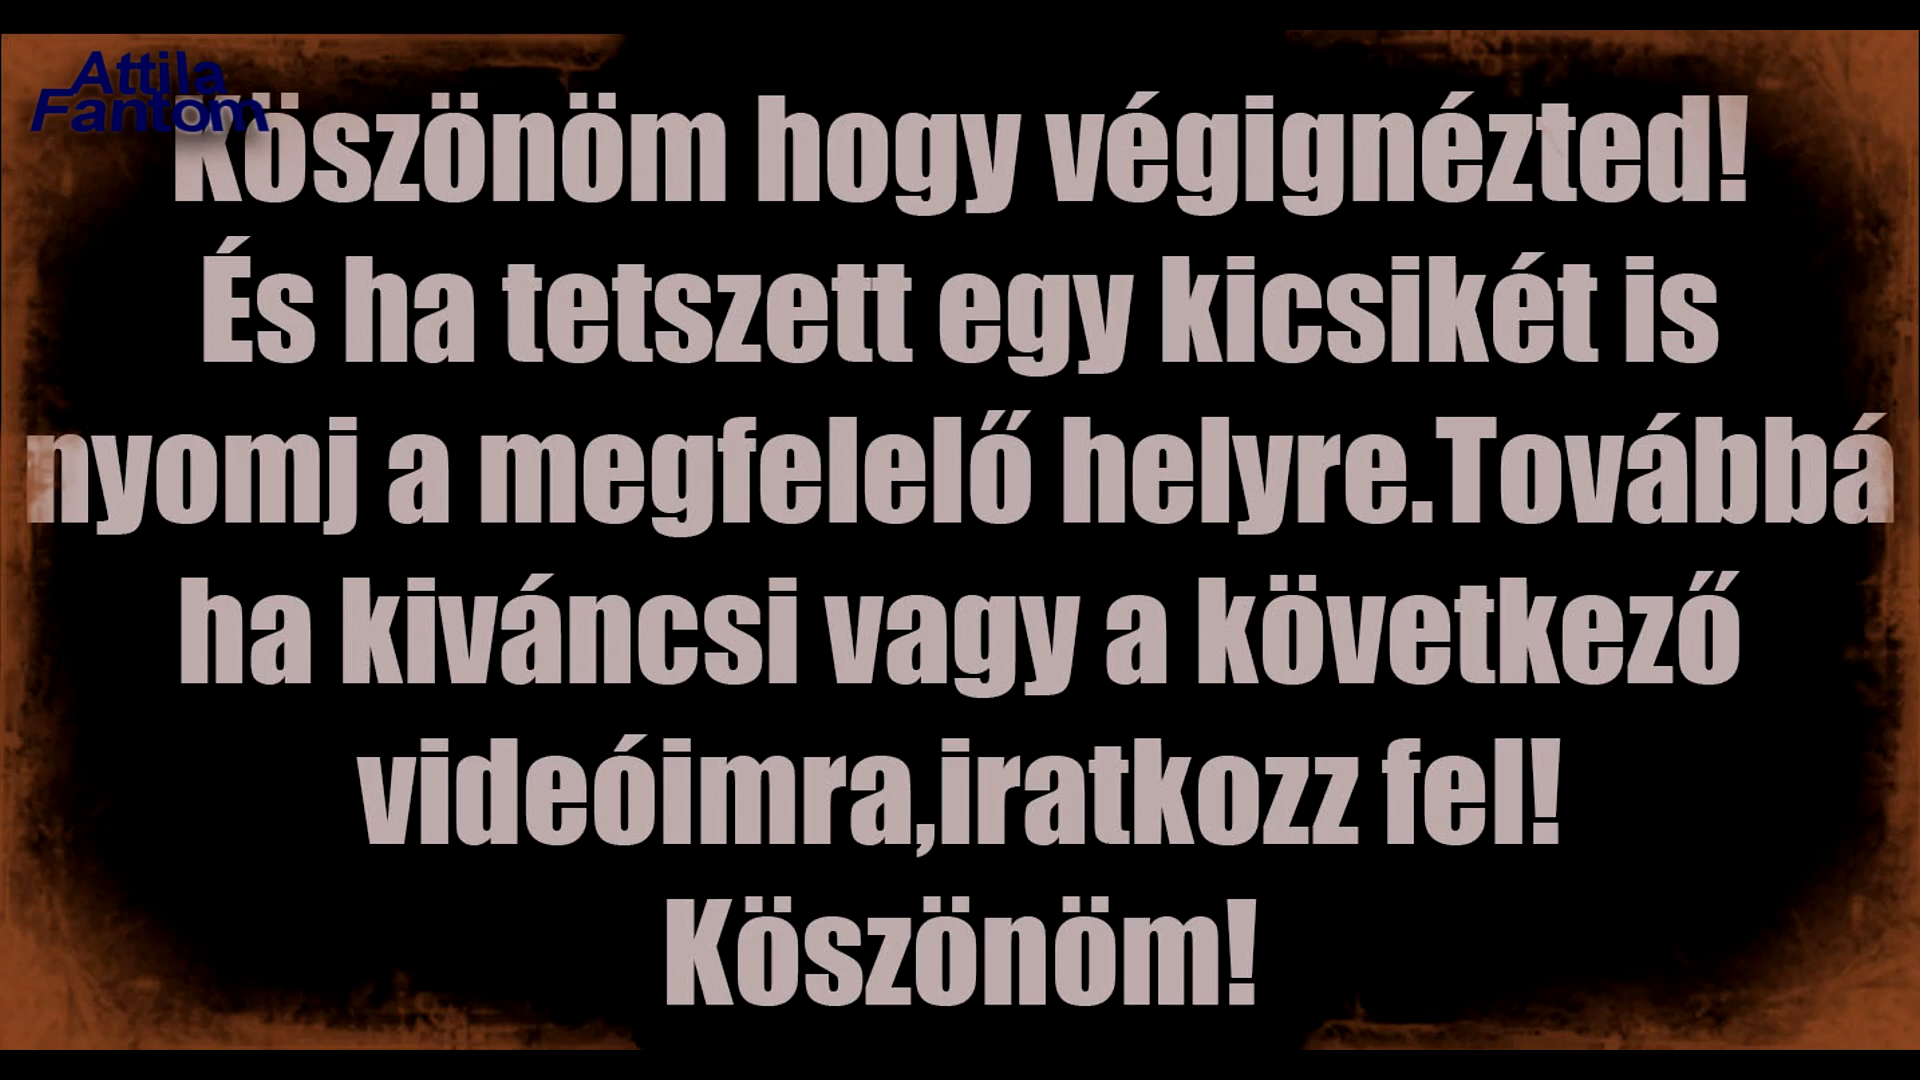 Attila
Fantom
Köszönöm hogy végignézted!
És ha tetszett egy kicsikét is
nyomj a megfelelő helyre.Továbbá
ha kiváncsi vagy a következő
videóimra,iratkozz fel!
Köszönöm!